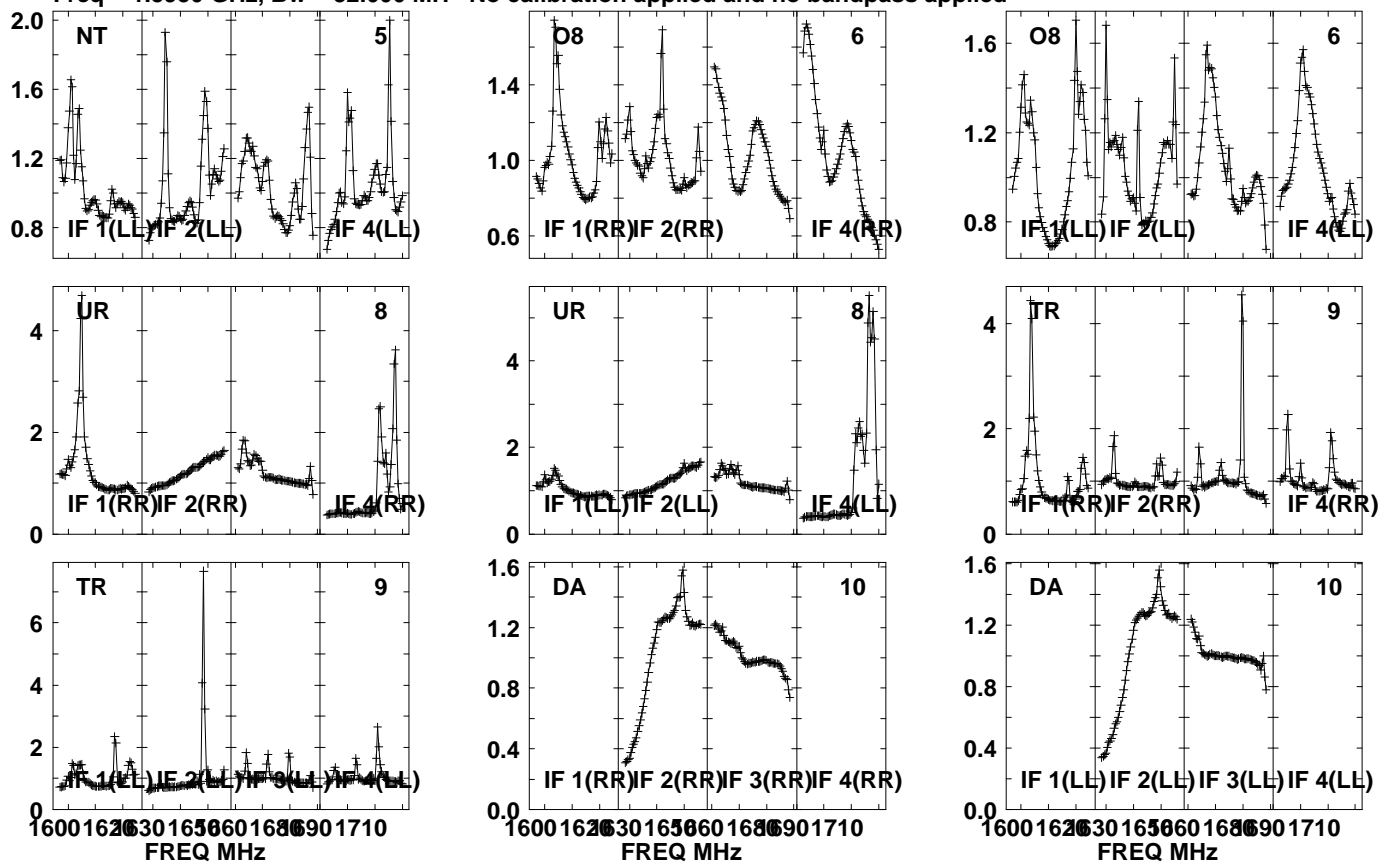 No calibration applied and no bandpass applied
NT 5
2.0
1.6
1.2
0.8
IF 1(LL) IF 2(LL) IF 4(LL)
O8 6
1.4
1.0
0.6
IF 1(RR) IF 2(RR) IF 4(RR)
O8 6
1.6
1.2
0.8
IF 1(LL) IF 2(LL) IF 4(LL)
UR 8
4
2
0
IF 1(RR) IF 2(RR) IF 4(RR)
UR 8
4
2
0
IF 1(LL) IF 2(LL) IF 4(LL)
TR 9
4
2
0
IF 1(RR) IF 2(RR) IF 4(RR)
TR 9
6
4
2
0
IF 1(LL) IF 2(LL) IF 3(LL) IF 4(LL)
1600 1620 1630 1650 1660 1680 1690 1710
FREQ MHz
DA 10
1.6
1.2
0.8
0.4
0.0
IF 1(RR) IF 2(RR) IF 3(RR) IF 4(RR)
1600 1620 1630 1650 1660 1680 1690 1710
DA 10
1.6
1.2
0.8
0.4
0.0
IF 1(LL) IF 2(LL) IF 3(LL) IF 4(LL)
1600 1620 1630 1650 1660 1680 1690 1710
FREQ MHz